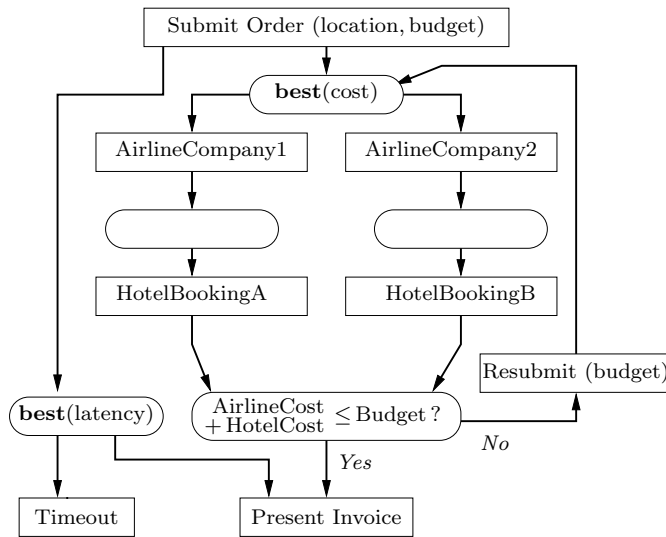 Submit Order (location, budget)
best(cost)
AirlineCompany1
AirlineCompany2
HotelBookingA
HotelBookingB
Resubmit (budget)
best(latency)
AirlineCost
+ HotelCost ≤ Budget ?
No
Yes
Timeout
Present Invoice